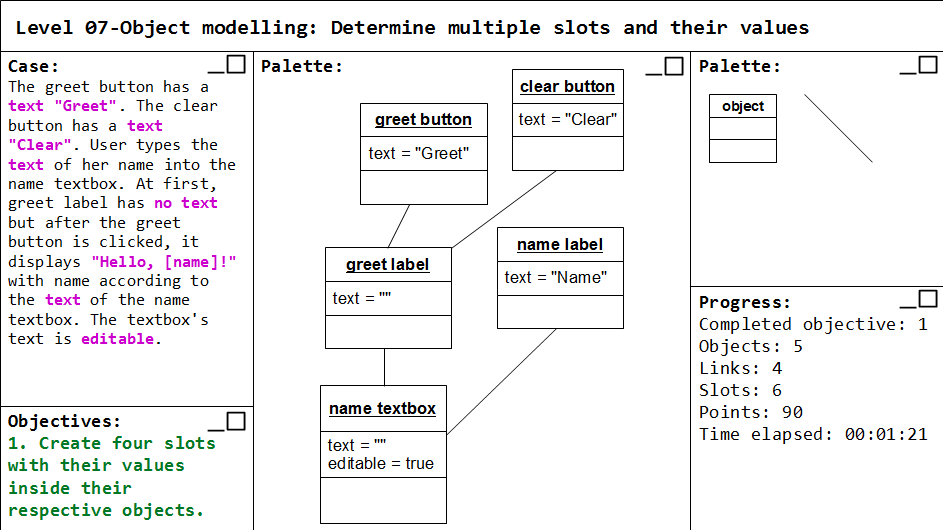 Level 07-Object modelling: Determine multiple slots and their values
Case:
The greet button has a
text "Greet". The clear
button has a text
"Clear". User types the
text of her name into the
name textbox. At first,
greet label has no text
but after the greet
button is clicked, it
displays "Hello, [name]!"
with name according to
the text of the name
textbox. The textbox's
text is editable.
Objectives:
1. Create four slots
with their values
inside their
respective objects.
Palette:
clear button
text = "Clear"
greet button
text = "Greet"
name label
text = "Name"
greet label
text = ""
name textbox
text = ""
editable = true
Palette:
object
Progress:
Completed objective: 1
Objects: 5
Links: 4
Slots: 6
Points: 90
Time elapsed: 00:01:21